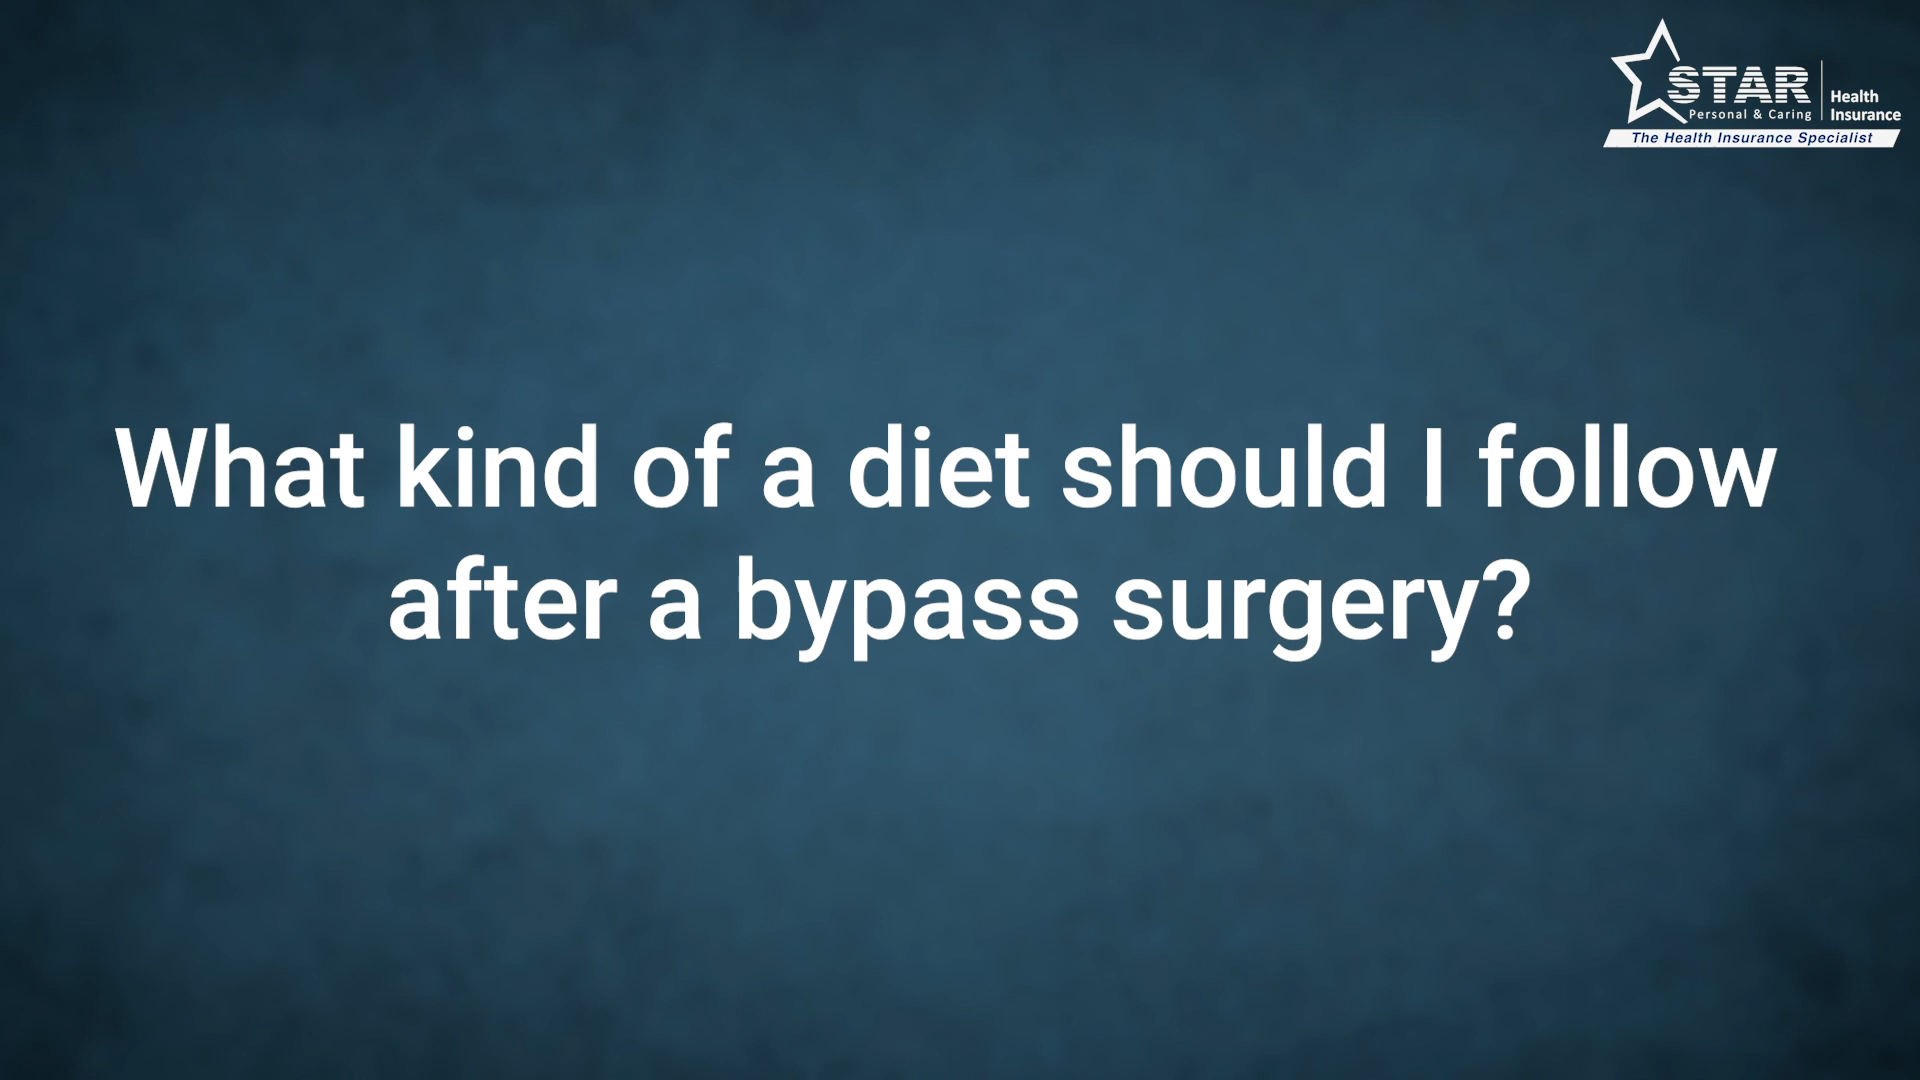 STAR
Personal & Caring
Health
Insurance
The Health Insurance Specialist
What kind of a diet should I follow
after a bypass surgery?